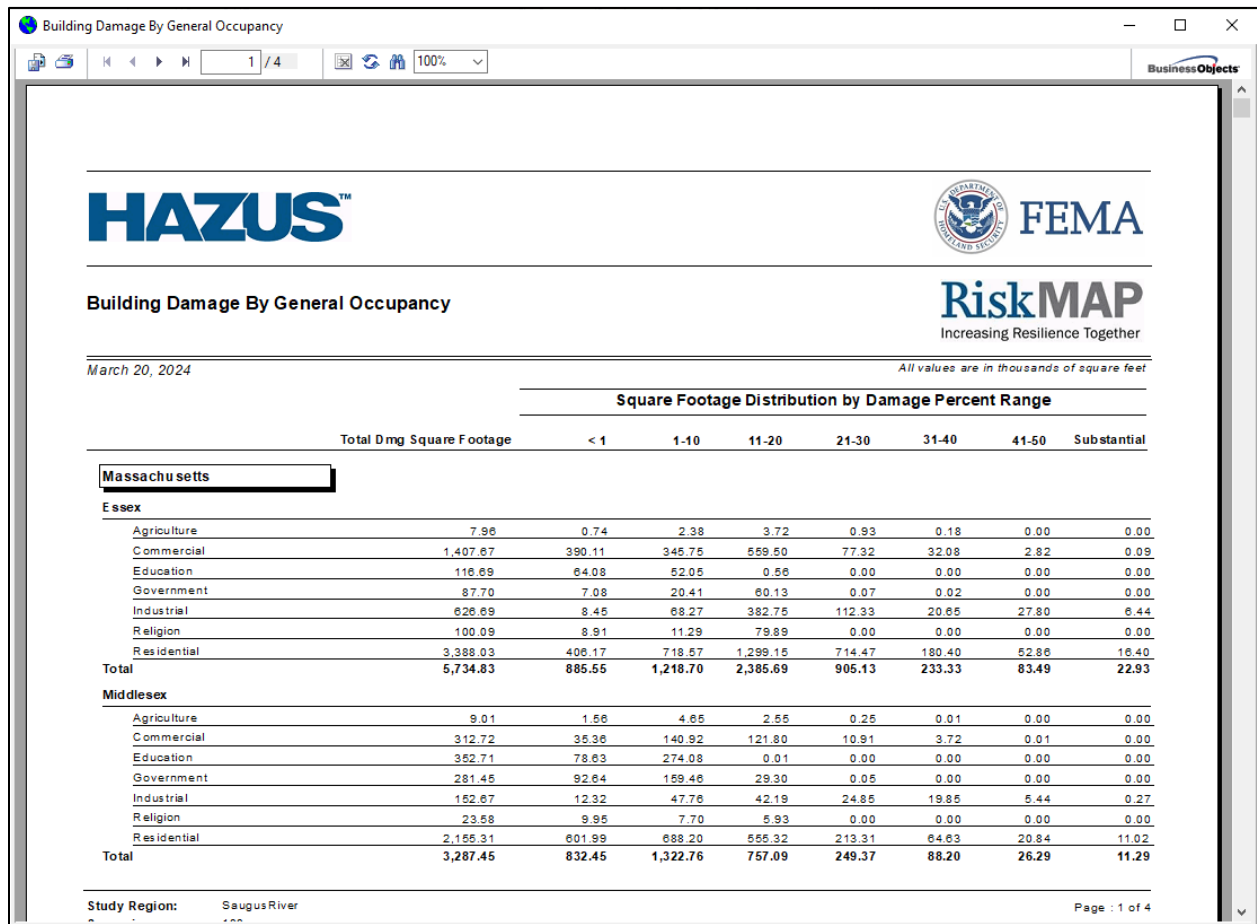 Building Damage By General Occupancy
1 / 4 100% BusinessObjects
HAZUS™ U.S. DEPARTMENT OF HOMELAND SECURITY FEMA
Building Damage By General Occupancy RiskMAP
Increasing Resilience Together
March 20, 2024 All values are in thousands of square feet
Square Footage Distribution by Damage Percent Range
Total Dmg Square Footage < 1 1-10 11-20 21-30 31-40 41-50 Substantial
Massachusetts
Essex
Agriculture 7.96 0.74 2.38 3.72 0.93 0.18 0.00 0.00
Commercial 1,407.67 390.11 345.75 559.50 77.32 32.08 2.82 0.09
Education 116.69 64.08 52.05 0.56 0.00 0.00 0.00 0.00
Government 87.70 7.08 20.41 60.13 0.07 0.02 0.00 0.00
Industrial 626.69 8.45 68.27 382.75 112.33 20.65 27.80 6.44
Religion 100.09 8.91 11.29 79.89 0.00 0.00 0.00 0.00
Residential 3,388.03 406.17 718.57 1,299.15 714.47 180.40 52.86 16.40
Total 5,734.83 885.55 1,218.70 2,385.69 905.13 233.33 83.49 22.93
Middlesex
Agriculture 9.01 1.56 4.65 2.55 0.25 0.01 0.00 0.00
Commercial 312.72 35.36 140.92 121.80 10.91 3.72 0.01 0.00
Education 352.71 78.63 274.08 0.01 0.00 0.00 0.00 0.00
Government 281.45 92.64 159.46 29.30 0.05 0.00 0.00 0.00
Industrial 152.67 12.32 47.76 42.19 24.85 19.85 5.44 0.27
Religion 23.58 9.95 7.70 5.93 0.00 0.00 0.00 0.00
Residential 2,155.31 601.99 688.20 555.32 213.31 64.63 20.84 11.02
Total 3,287.45 832.45 1,322.76 757.09 249.37 88.20 26.29 11.29
Study Region: SaugusRiver Page : 1 of 4